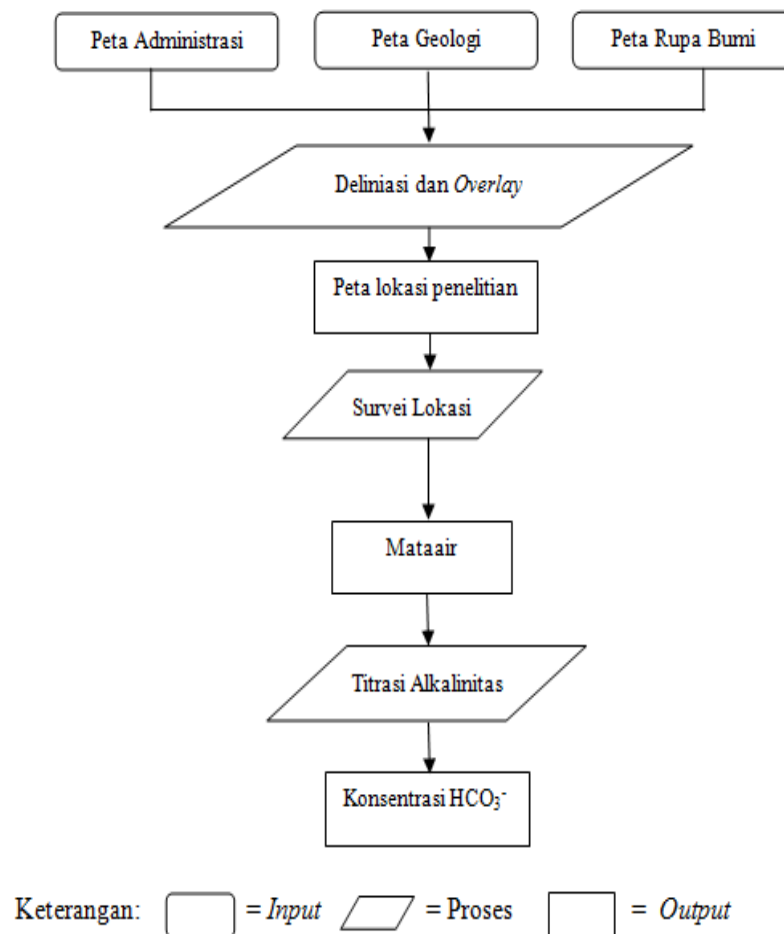 Peta Administrasi
Peta Geologi
Peta Rupa Bumi
Deliniasi dan Overlay
Peta lokasi penelitian
Survei Lokasi
Mataair
Titrasi Alkalinitas
Konsentrasi HCO₃⁻
Keterangan: = Input = Proses = Output